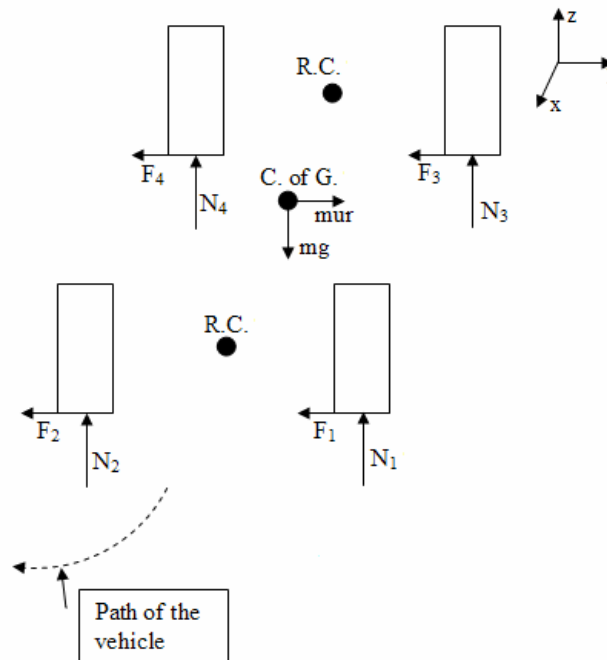 z
R.C.
x
F₄
C. of G.
F₃
N₄
mur
N₃
mg
R.C.
F₂
F₁
N₂
N₁
Path of the
vehicle